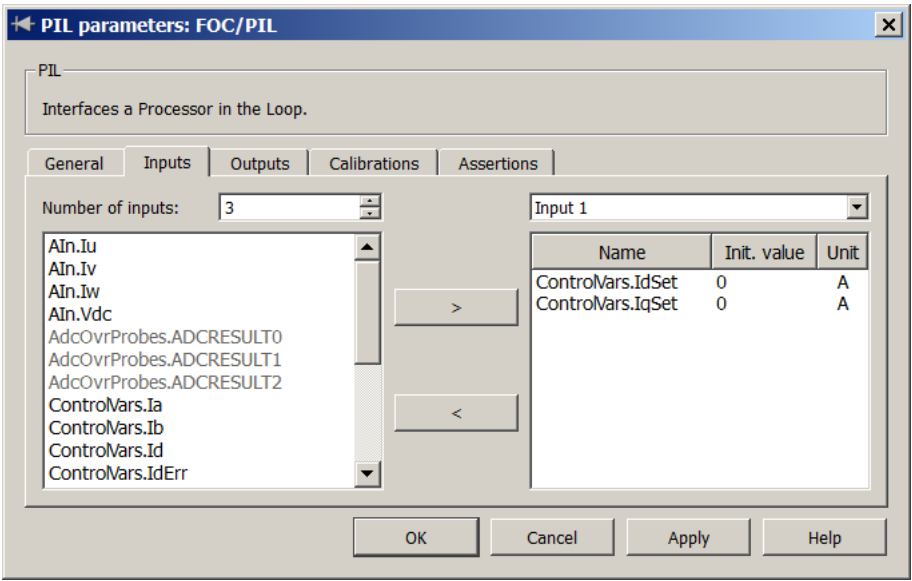 PIL parameters: FOC/PIL
PIL
Interfaces a Processor in the Loop.
General Inputs Outputs Calibrations Assertions
Number of inputs: 3 Input 1
AIn.Iu
AIn.Iv
AIn.Iw
AIn.Vdc
AdcOvrProbes.ADCRESULT0
AdcOvrProbes.ADCRESULT1
AdcOvrProbes.ADCRESULT2
ControlVars.Ia
ControlVars.Ib
ControlVars.Id
ControlVars.IdErr
>
<
Name Init. value Unit
ControlVars.IdSet 0 A
ControlVars.IqSet 0 A
OK Cancel Apply Help